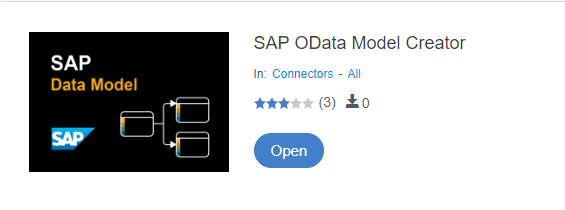 SAP
Data Model
SAP
SAP OData Model Creator
In: Connectors - All
(3) 0
Open